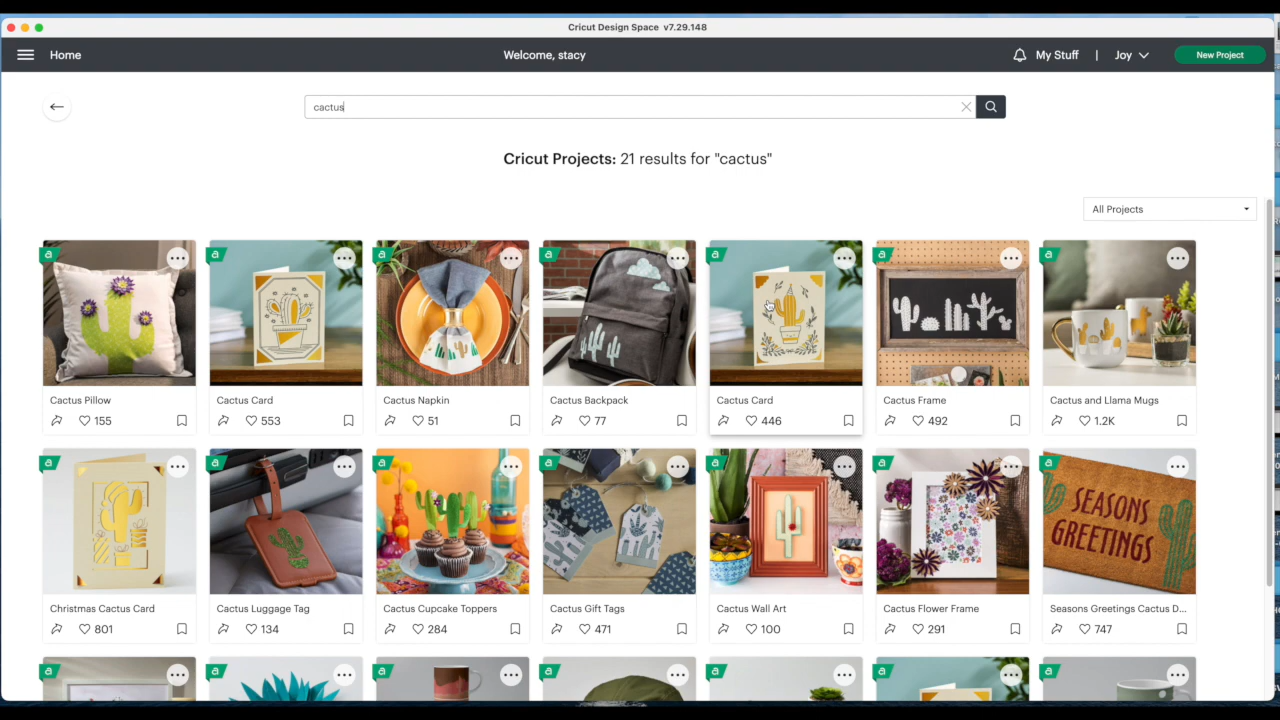 Cricut Design Space v7.29.148
Home
Welcome, stacy
My Stuff
|
Joy
New Project
cactus
Cricut Projects: 21 results for "cactus"
All Projects
a
a
a
a
a
a
a
Cactus Pillow
Cactus Card
Cactus Napkin
Cactus Backpack
Cactus Card
Cactus Frame
Cactus and Llama Mugs
155
553
51
77
446
492
1.2K
a
a
a
a
a
a
a
SEASONS
GREETINGS
Christmas Cactus Card
Cactus Luggage Tag
Cactus Cupcake Toppers
Cactus Gift Tags
Cactus Wall Art
Cactus Flower Frame
Seasons Greetings Cactus D...
801
134
284
471
100
291
747
a
a
a
a
a
a
a